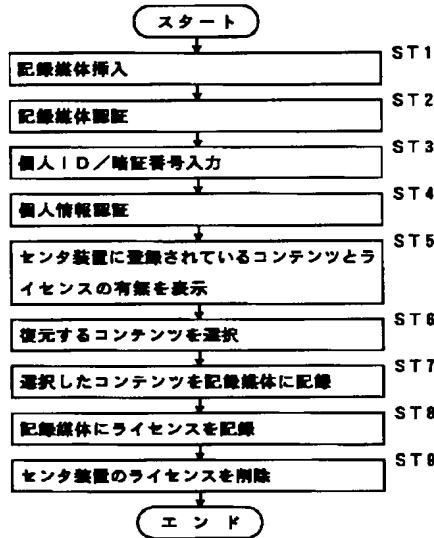 スタート
ST1
記録媒体挿入
ST2
記録媒体認証
ST3
個人ID／暗証番号入力
ST4
個人情報認証
ST5
センタ装置に登録されているコンテンツとラ
イセンスの有無を表示
ST6
復元するコンテンツを選択
ST7
選択したコンテンツを記録媒体に記録
ST8
記録媒体にライセンスを記録
ST9
センタ装置のライセンスを削除
エンド